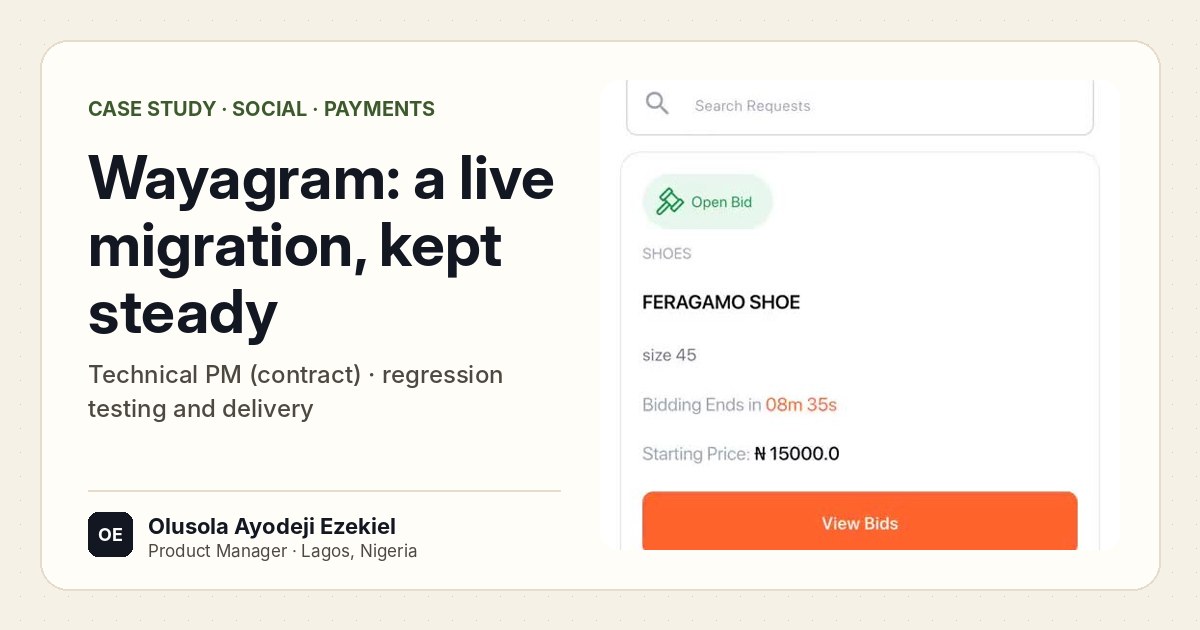 CASE STUDY · SOCIAL · PAYMENTS
Wayagram: a live
migration, kept
steady
Technical PM (contract) · regression
testing and delivery
OE
Olusola Ayodeji Ezekiel
Product Manager · Lagos, Nigeria
Search Requests
Open Bid
SHOES
FERAGAMO SHOE
size 45
Bidding Ends in 08m 35s
Starting Price: ₦ 15000.0
View Bids